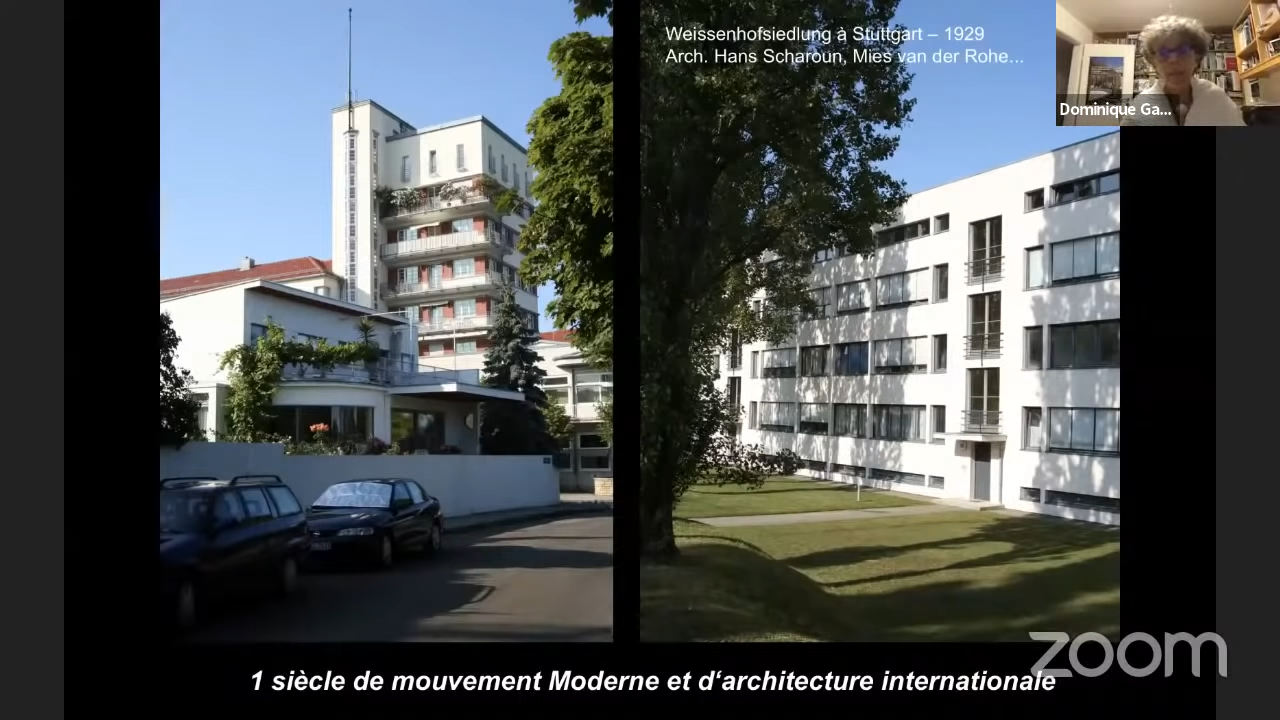 Weissenhofsiedlung à Stuttgart – 1929
Arch. Hans Scharoun, Mies van der Rohe...
Dominique Ga...
zoom
1 siècle de mouvement Moderne et d‘architecture internationale